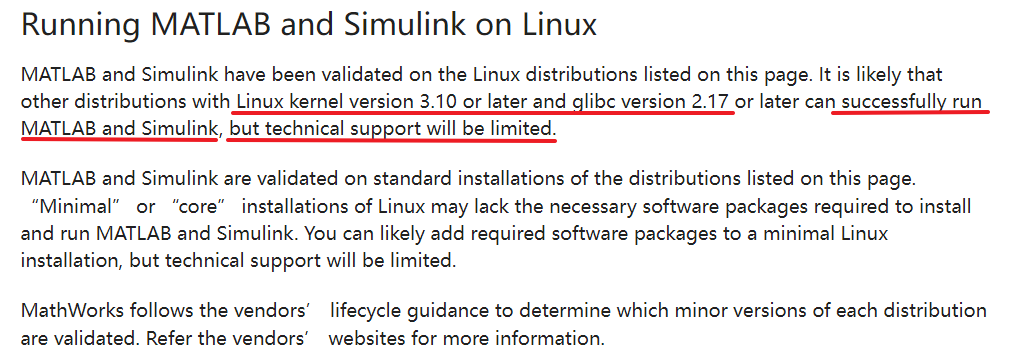 Running MATLAB and Simulink on Linux
MATLAB and Simulink have been validated on the Linux distributions listed on this page. It is likely that
other distributions with Linux kernel version 3.10 or later and glibc version 2.17 or later can successfully run
MATLAB and Simulink, but technical support will be limited.
MATLAB and Simulink are validated on standard installations of the distributions listed on this page.
“Minimal” or “core” installations of Linux may lack the necessary software packages required to install
and run MATLAB and Simulink. You can likely add required software packages to a minimal Linux
installation, but technical support will be limited.
MathWorks follows the vendors’ lifecycle guidance to determine which minor versions of each distribution
are validated. Refer the vendors’ websites for more information.